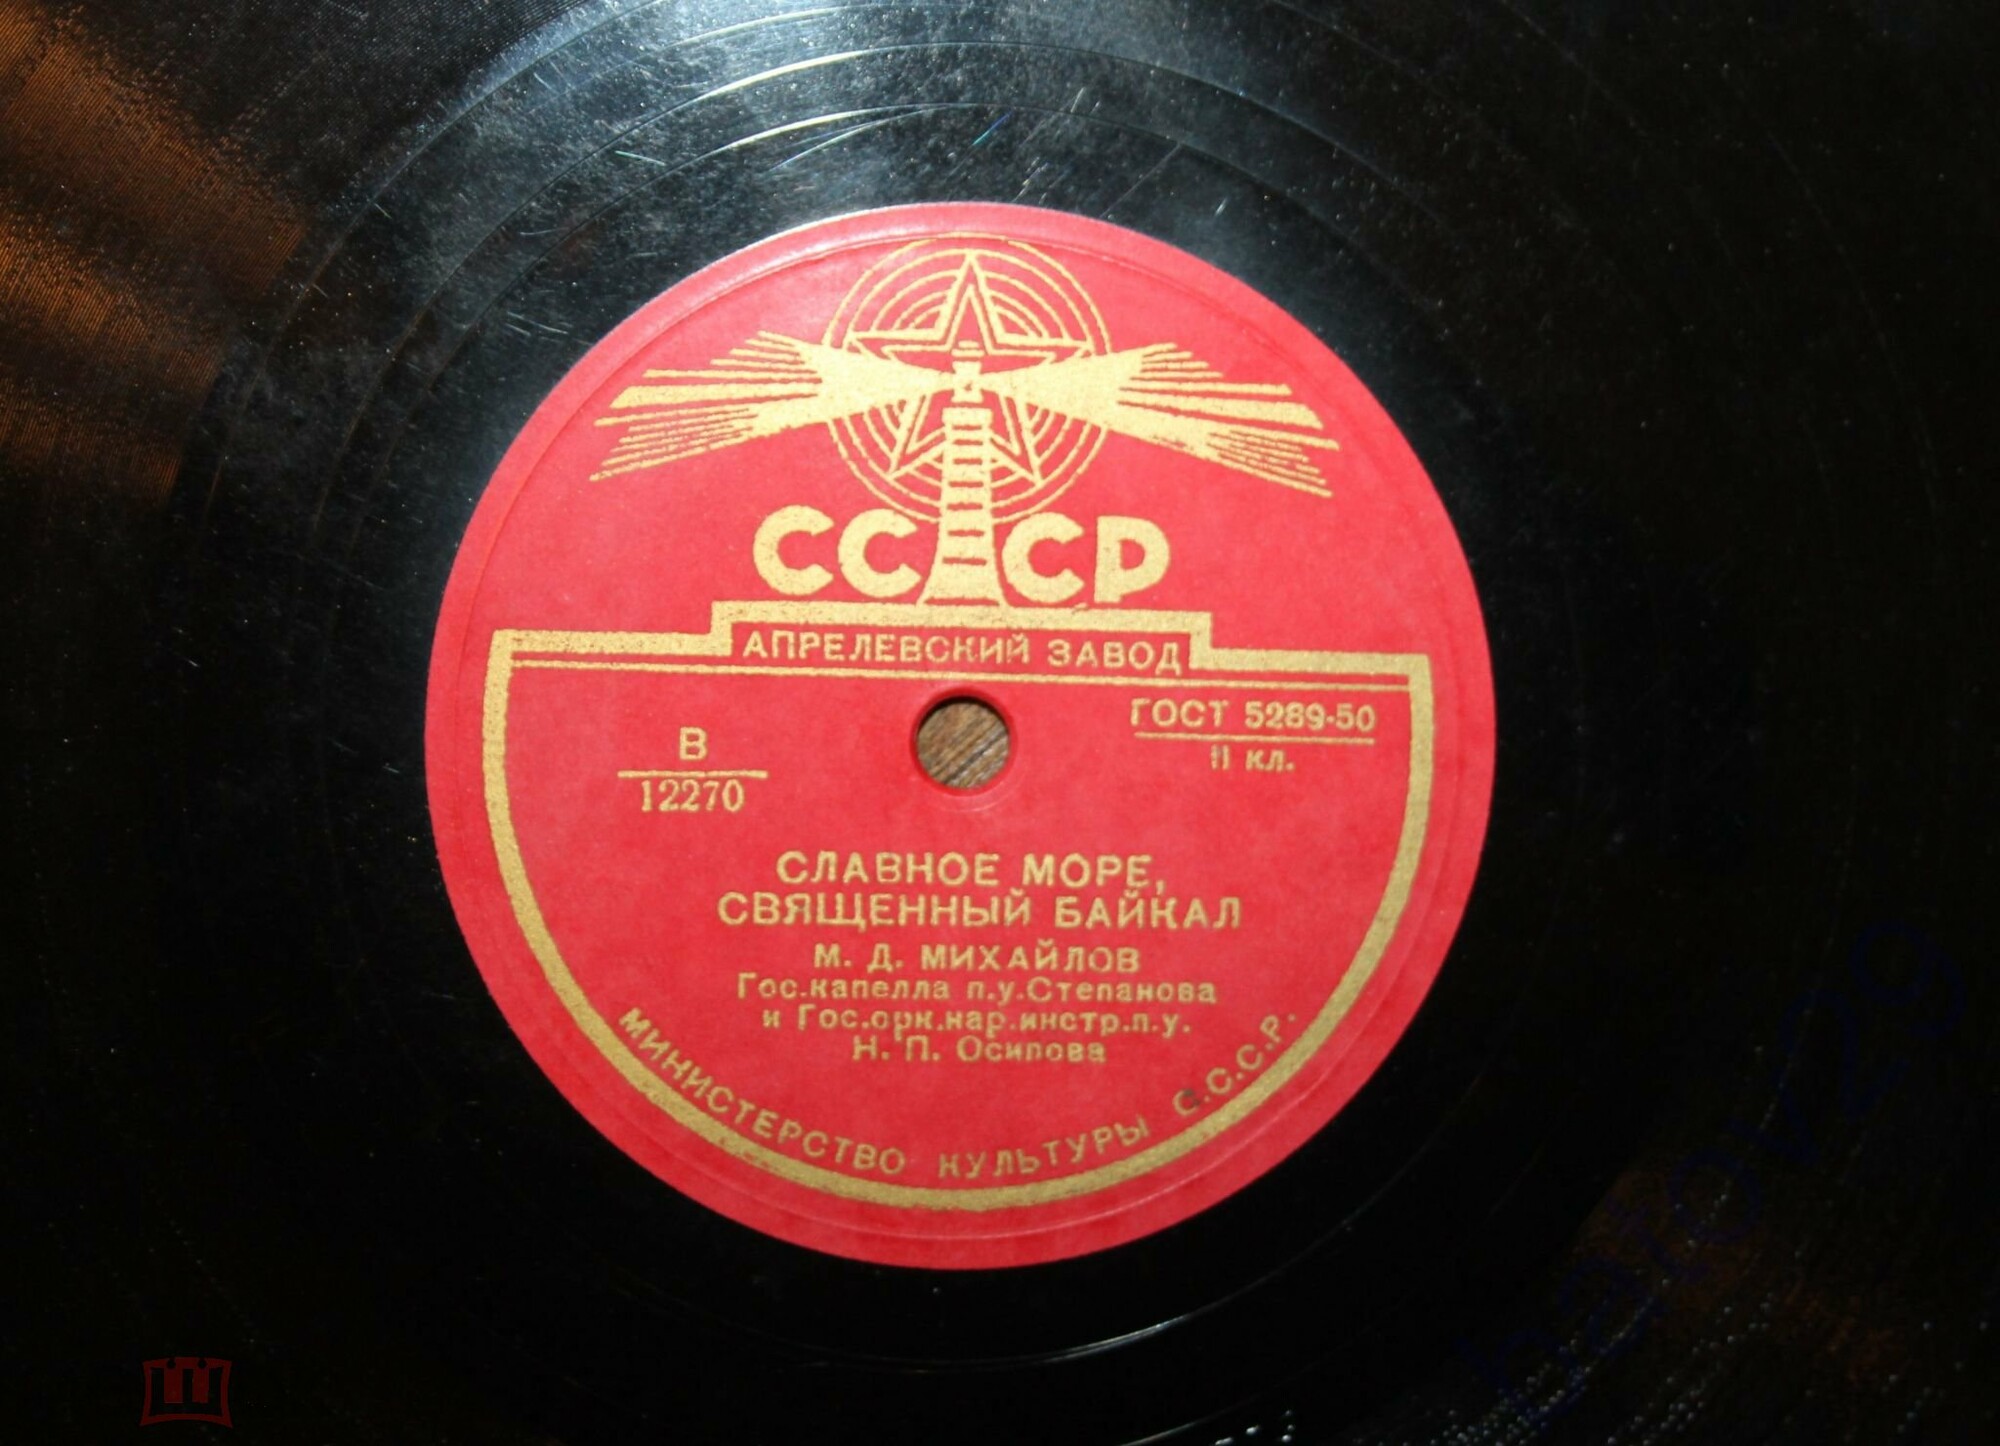 СССР
АПРЕЛЕВСКИЙ ЗАВОД
ГОСТ 5289-50
II кл.
В
12270
СЛАВНОЕ МОРЕ,
СВЯЩЕННЫЙ БАЙКАЛ
М. Д. МИХАЙЛОВ
Гос.капелла п.у.Степанова
и Гос.орк.нар.инстр.п.у.
Н. П. Осипова
МИНИСТЕРСТВО КУЛЬТУРЫ С.С.С.Р.